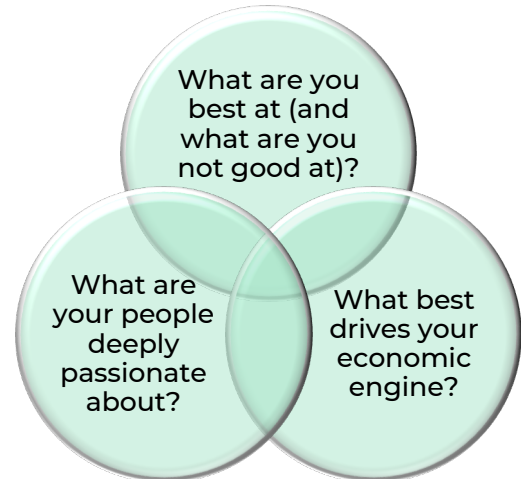 What are you
best at (and
what are you
not good at)?
What are
your people
deeply
passionate
about?
What best
drives your
economic
engine?